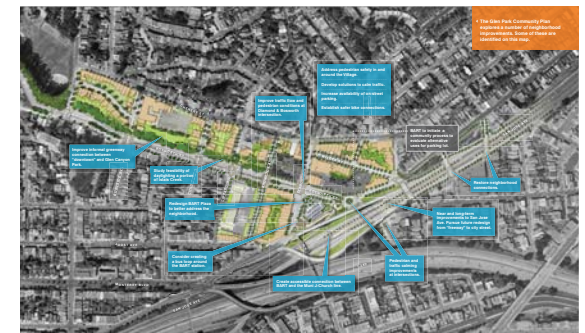 • The Glen Park Community Plan
explores a number of neighborhood
improvements. Some of these are
identified on this map.
Address pedestrian safety in and
around the Village.
Develop solutions to calm traffic.
Increase availability of on-street
parking.
Establish safer bike connections.
Improve traffic flow and
pedestrian conditions at
Diamond & Bosworth
intersection.
BART to initiate a
community process to
evaluate alternative
uses for parking lot.
Improve informal greenway
connection between
"downtown" and Glen Canyon
Park.
Study feasibility of
daylighting a portion
of Islais Creek.
Restore neighborhood
connections.
Redesign BART Plaza
to better address the
neighborhood.
Near and long-term
improvements to San Jose
Ave. Pursue future redesign
from "freeway" to city street.
Consider creating
a bus loop around
the BART station.
Pedestrian and
traffic calming
improvements
at intersections.
Create accessible connection between
BART and the Muni J-Church line.